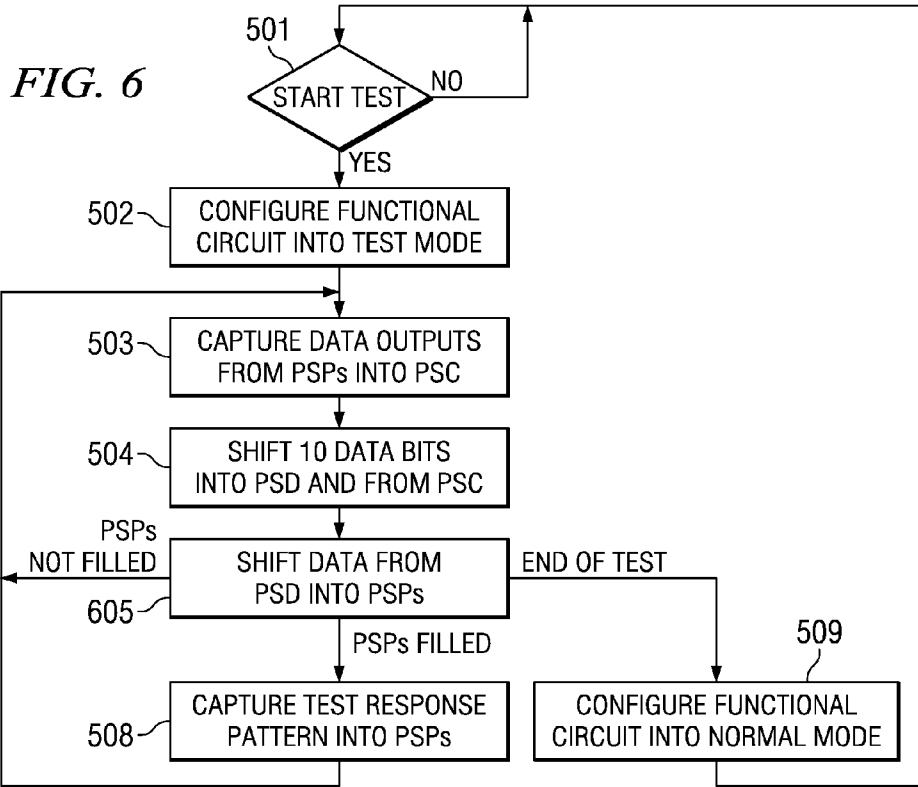 FIG. 6
501
START TEST
NO
YES
502
CONFIGURE FUNCTIONAL
CIRCUIT INTO TEST MODE
503
CAPTURE DATA OUTPUTS
FROM PSPs INTO PSC
504
SHIFT 10 DATA BITS
INTO PSD AND FROM PSC
PSPs
NOT FILLED
605
SHIFT DATA FROM
PSD INTO PSPs
END OF TEST
PSPs FILLED
508
CAPTURE TEST RESPONSE
PATTERN INTO PSPs
509
CONFIGURE FUNCTIONAL
CIRCUIT INTO NORMAL MODE